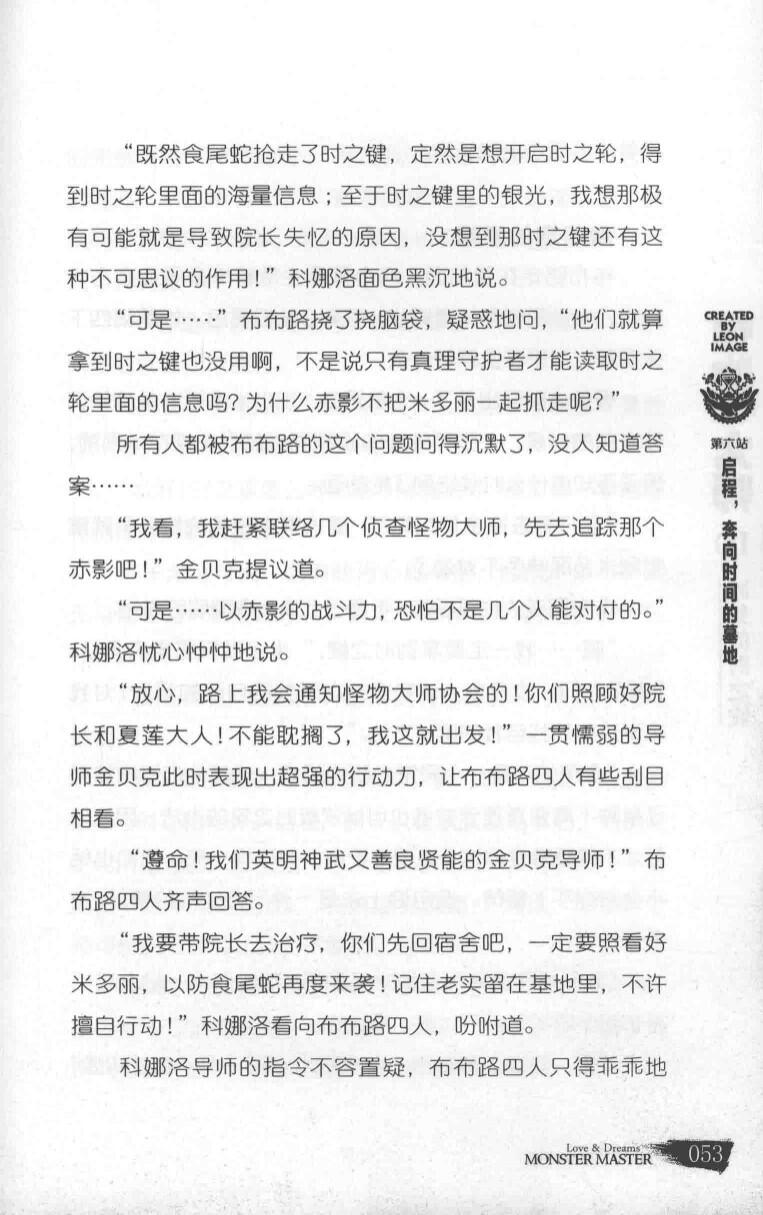 “既然食尾蛇抢走了时之键，定然是想开启时之轮，得
到时之轮里面的海量信息；至于时之键里的银光，我想那极
有可能就是导致院长失忆的原因，没想到那时之键还有这
种不可思议的作用！”科娜洛面色黑沉地说。
“可是……”布布路挠了挠脑袋，疑惑地问，“他们就算
拿到时之键也没用啊，不是说只有真理守护者才能读取时之
轮里面的信息吗？为什么赤影不把米多丽一起抓走呢？”
所有人都被布布路的这个问题问得沉默了，没人知道答
案……
“我看，我赶紧联络几个侦查怪物大师，先去追踪那个
赤影吧！”金贝克提议道。
“可是……以赤影的战斗力，恐怕不是几个人能对付的。”
科娜洛忧心忡忡地说。
“放心，路上我会通知怪物大师协会的！你们照顾好院
长和夏莲大人！不能耽搁了，我这就出发！”一贯懦弱的导
师金贝克此时表现出超强的行动力，让布布路四人有些刮目
相看。
“遵命！我们英明神武又善良贤能的金贝克导师！”布
布路四人齐声回答。
“我要带院长去治疗，你们先回宿舍吧，一定要照看好
米多丽，以防食尾蛇再度来袭！记住老实留在基地里，不许
擅自行动！”科娜洛看向布布路四人，吩咐道。
科娜洛导师的指令不容置疑，布布路四人只得乖乖地
CREATED
BY
LEON
IMAGE
第六站
启程，奔向时间的墓地
Love & Dreams
MONSTER MASTER
053